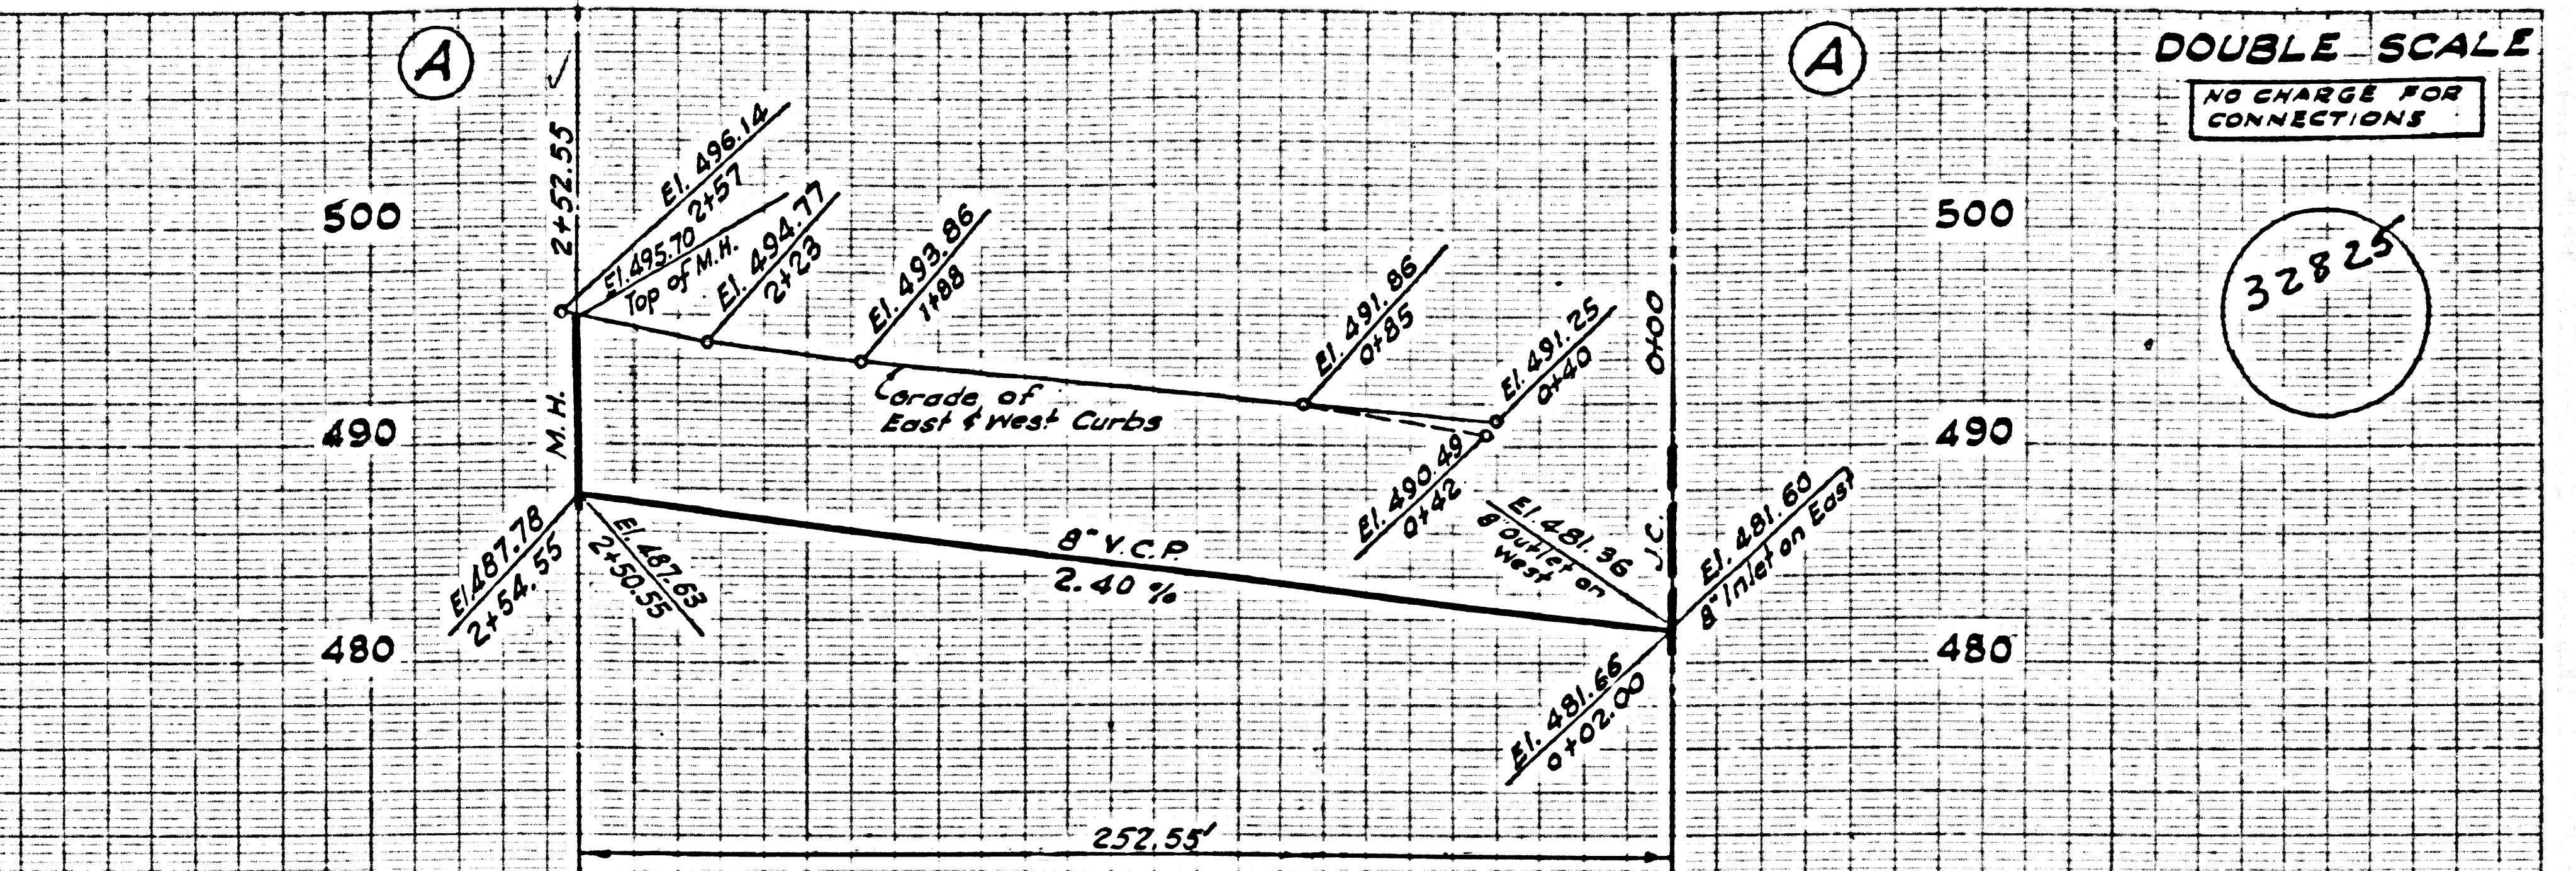 A
A
DOUBLE SCALE
NO CHARGE FOR
CONNECTIONS
2+52.55
El. 496.14
2+57
El. 495.70
Top of M.H.
El. 494.77
2+23
El. 493.86
1+88
El. 491.86
0+85
El. 491.25
0+40
0+00
500
500
32825
M.H.
Grade of
East & West Curbs
490
490
El. 490.49
0+42
El. 481.36
8" Outlet on
West
J.C.
El. 481.60
8" Inlet on East
El. 487.78
2+54.55
El. 487.63
2+50.55
8" V.C.P.
2.40 %
480
480
El. 481.66
0+02.00
252.55'